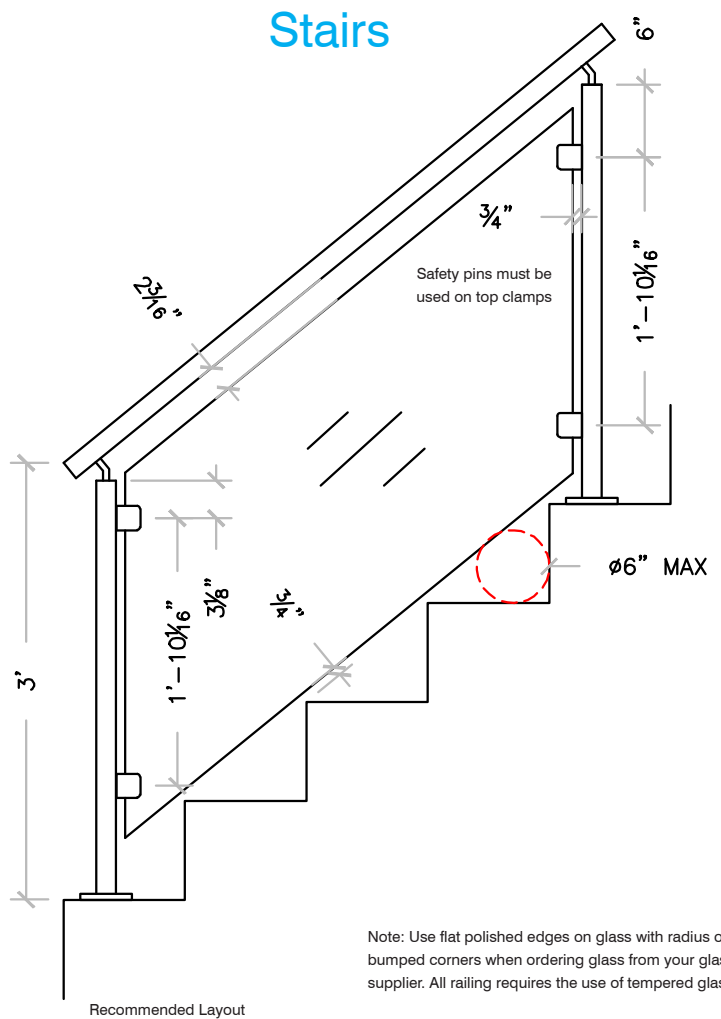 Stairs
6"
3/4"
Safety pins must be
used on top clamps
2 3/16"
1'-10 1/16"
3'
1'-10 1/16"
3 1/8"
3/4"
ø6" MAX
Note: Use flat polished edges on glass with radius
bumped corners when ordering glass from your
supplier. All railing requires the use of tempered
Recommended Layout